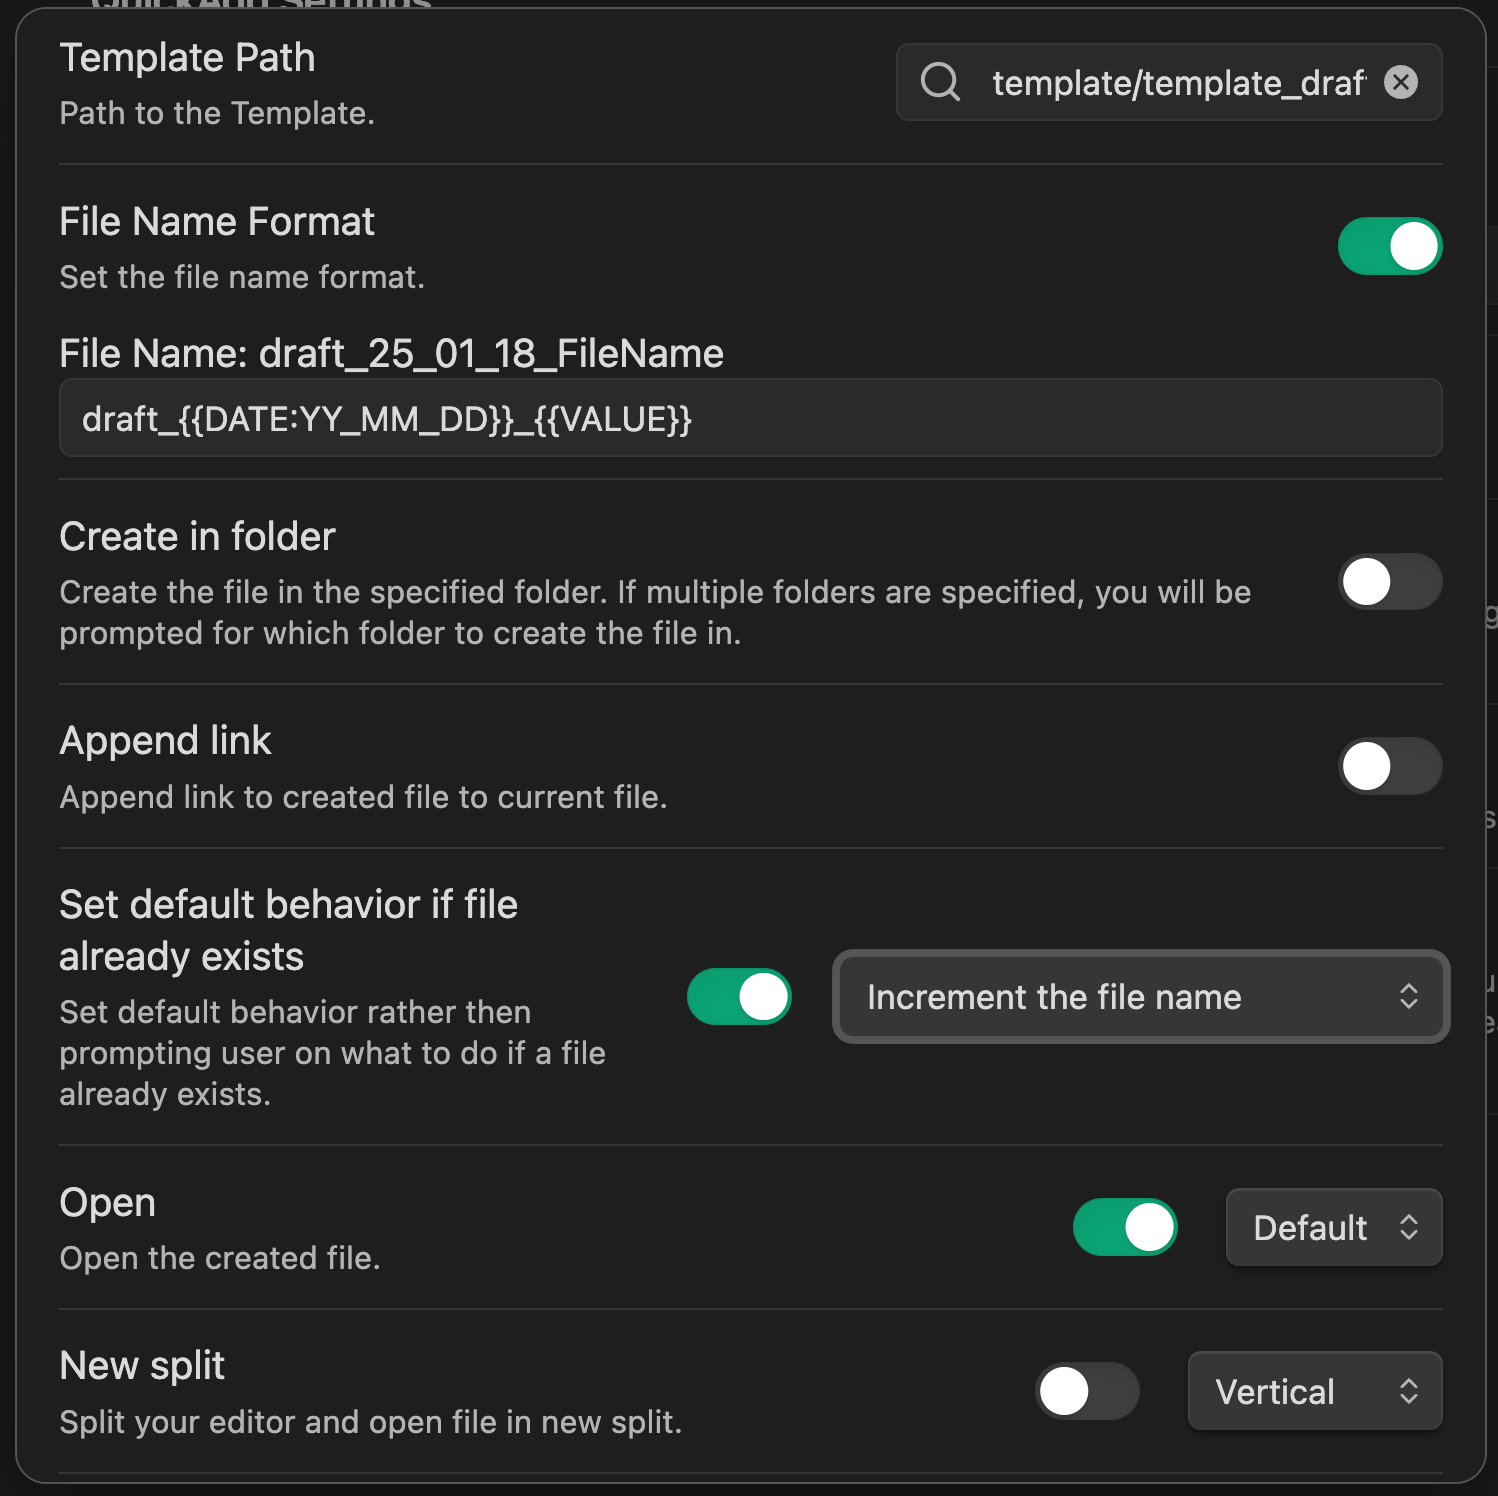 QuickAdd Settings
Template Path
template/template_draf
Path to the Template.
File Name Format
Set the file name format.
File Name: draft_25_01_18_FileName
draft_{{DATE:YY_MM_DD}}_{{VALUE}}
Create in folder
Create the file in the specified folder. If multiple folders are specified, you will be
prompted for which folder to create the file in.
Append link
Append link to created file to current file.
Set default behavior if file
already exists
Increment the file name
Set default behavior rather then
prompting user on what to do if a file
already exists.
Open
Default
Open the created file.
New split
Vertical
Split your editor and open file in new split.